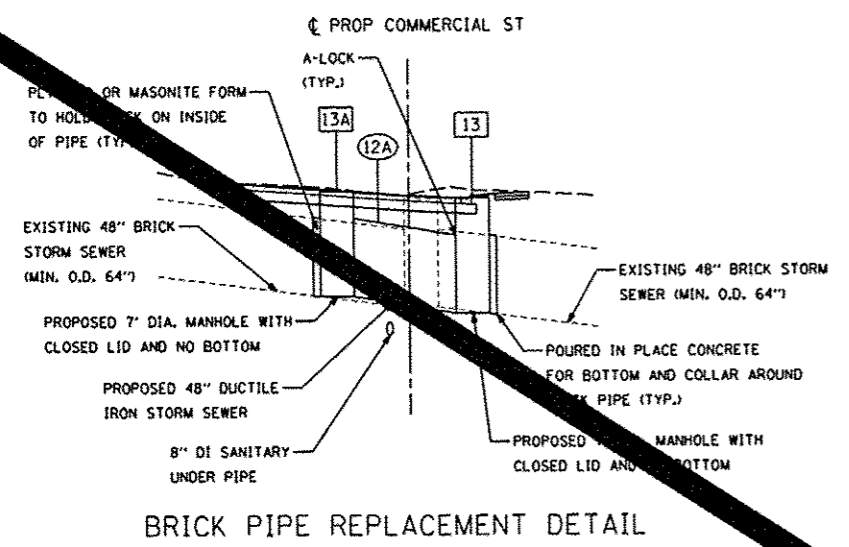 ℄ PROP COMMERCIAL ST
A-LOCK
(TYP.)
OR MASONITE FORM
TO HOLD ON INSIDE
OF PIPE
13A
13
12A
EXISTING 48" BRICK
STORM SEWER
(MIN. O.D. 64")
EXISTING 48" BRICK STORM
SEWER (MIN. O.D. 64")
PROPOSED 7' DIA. MANHOLE WITH
CLOSED LID AND NO BOTTOM
POURED IN PLACE CONCRETE
FOR BOTTOM AND COLLAR AROUND
PIPE (TYP.)
PROPOSED 48" DUCTILE
IRON STORM SEWER
PROPOSED MANHOLE WITH
CLOSED LID AND BOTTOM
8" DI SANITARY
UNDER PIPE
BRICK PIPE REPLACEMENT DETAIL